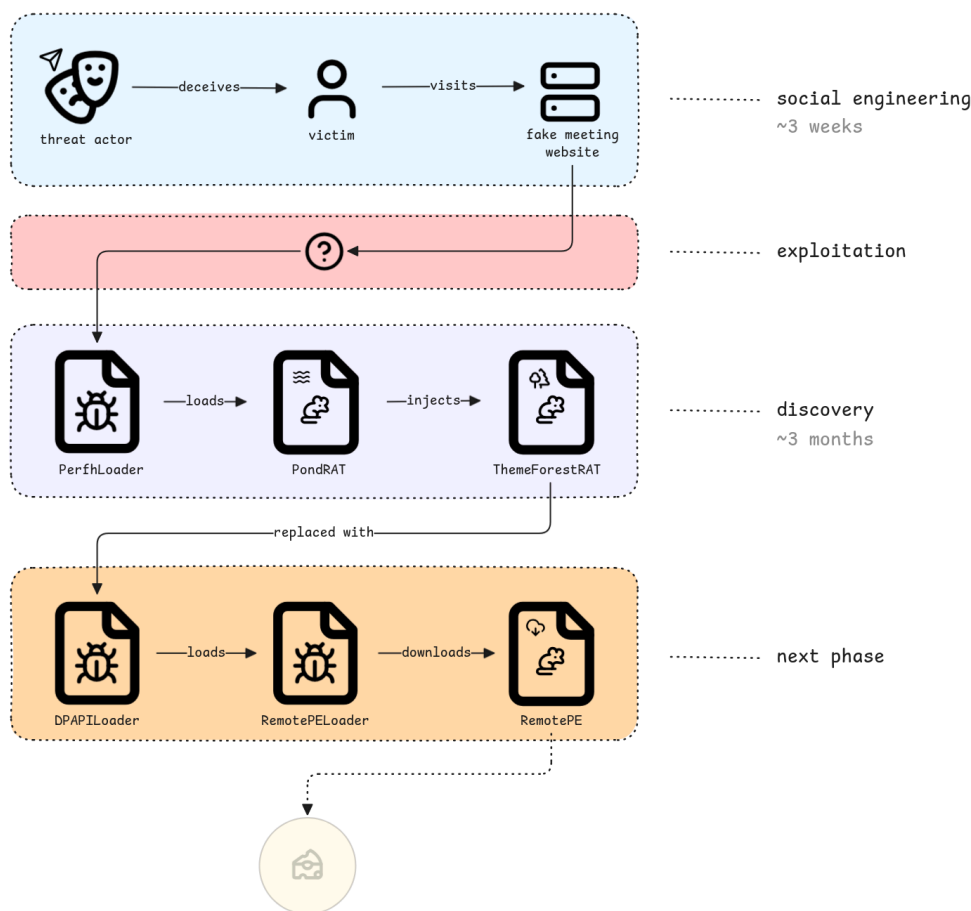 deceives
visits
threat actor
victim
fake meeting
website
social engineering
~3 weeks
?
exploitation
loads
injects
PerfhLoader
PondRAT
ThemeForestRAT
discovery
~3 months
replaced with
loads
downloads
DPAPILoader
RemotePELoader
RemotePE
next phase